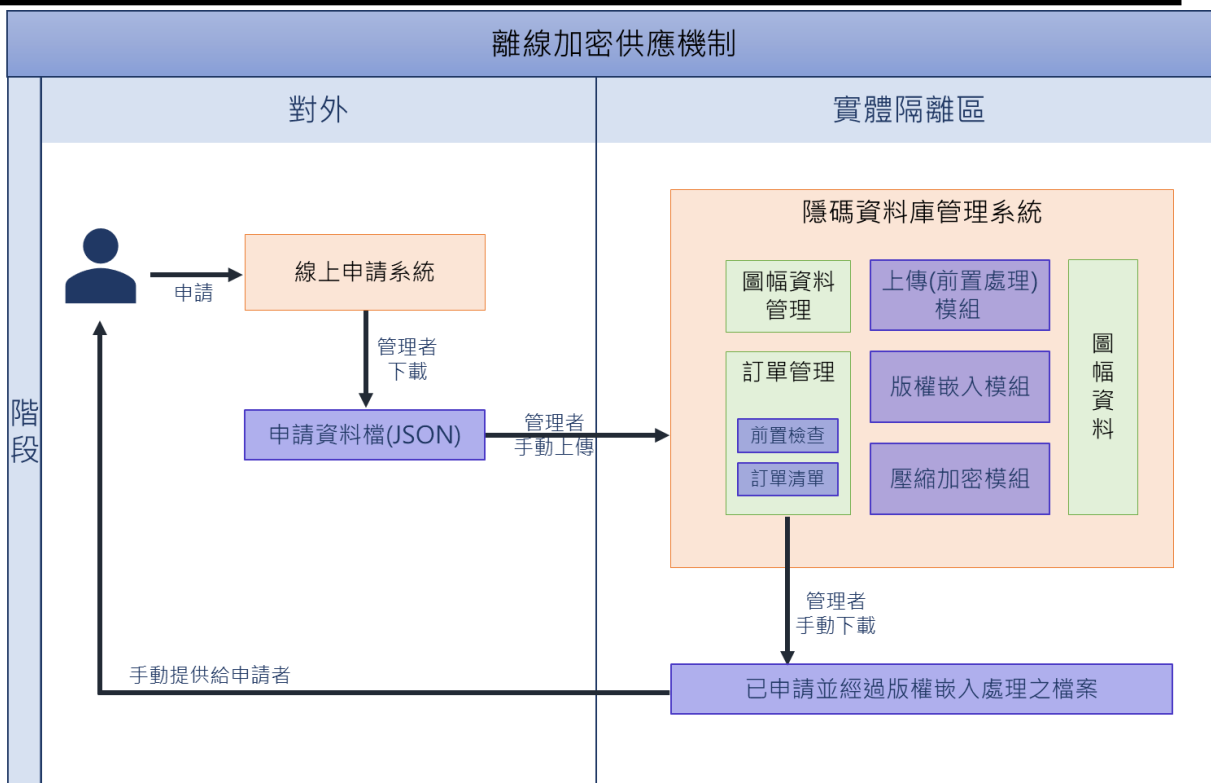 離線加密供應機制
對外
實體隔離區
階
段
申請
線上申請系統
管理者
下載
申請資料檔(JSON)
管理者
手動上傳
隱碼資料庫管理系統
圖幅資料
管理
上傳(前置處理)
模組
訂單管理
前置檢查
訂單清單
版權嵌入模組
壓縮加密模組
圖
幅
資
料
管理者
手動下載
手動提供給申請者
已申請並經過版權嵌入處理之檔案